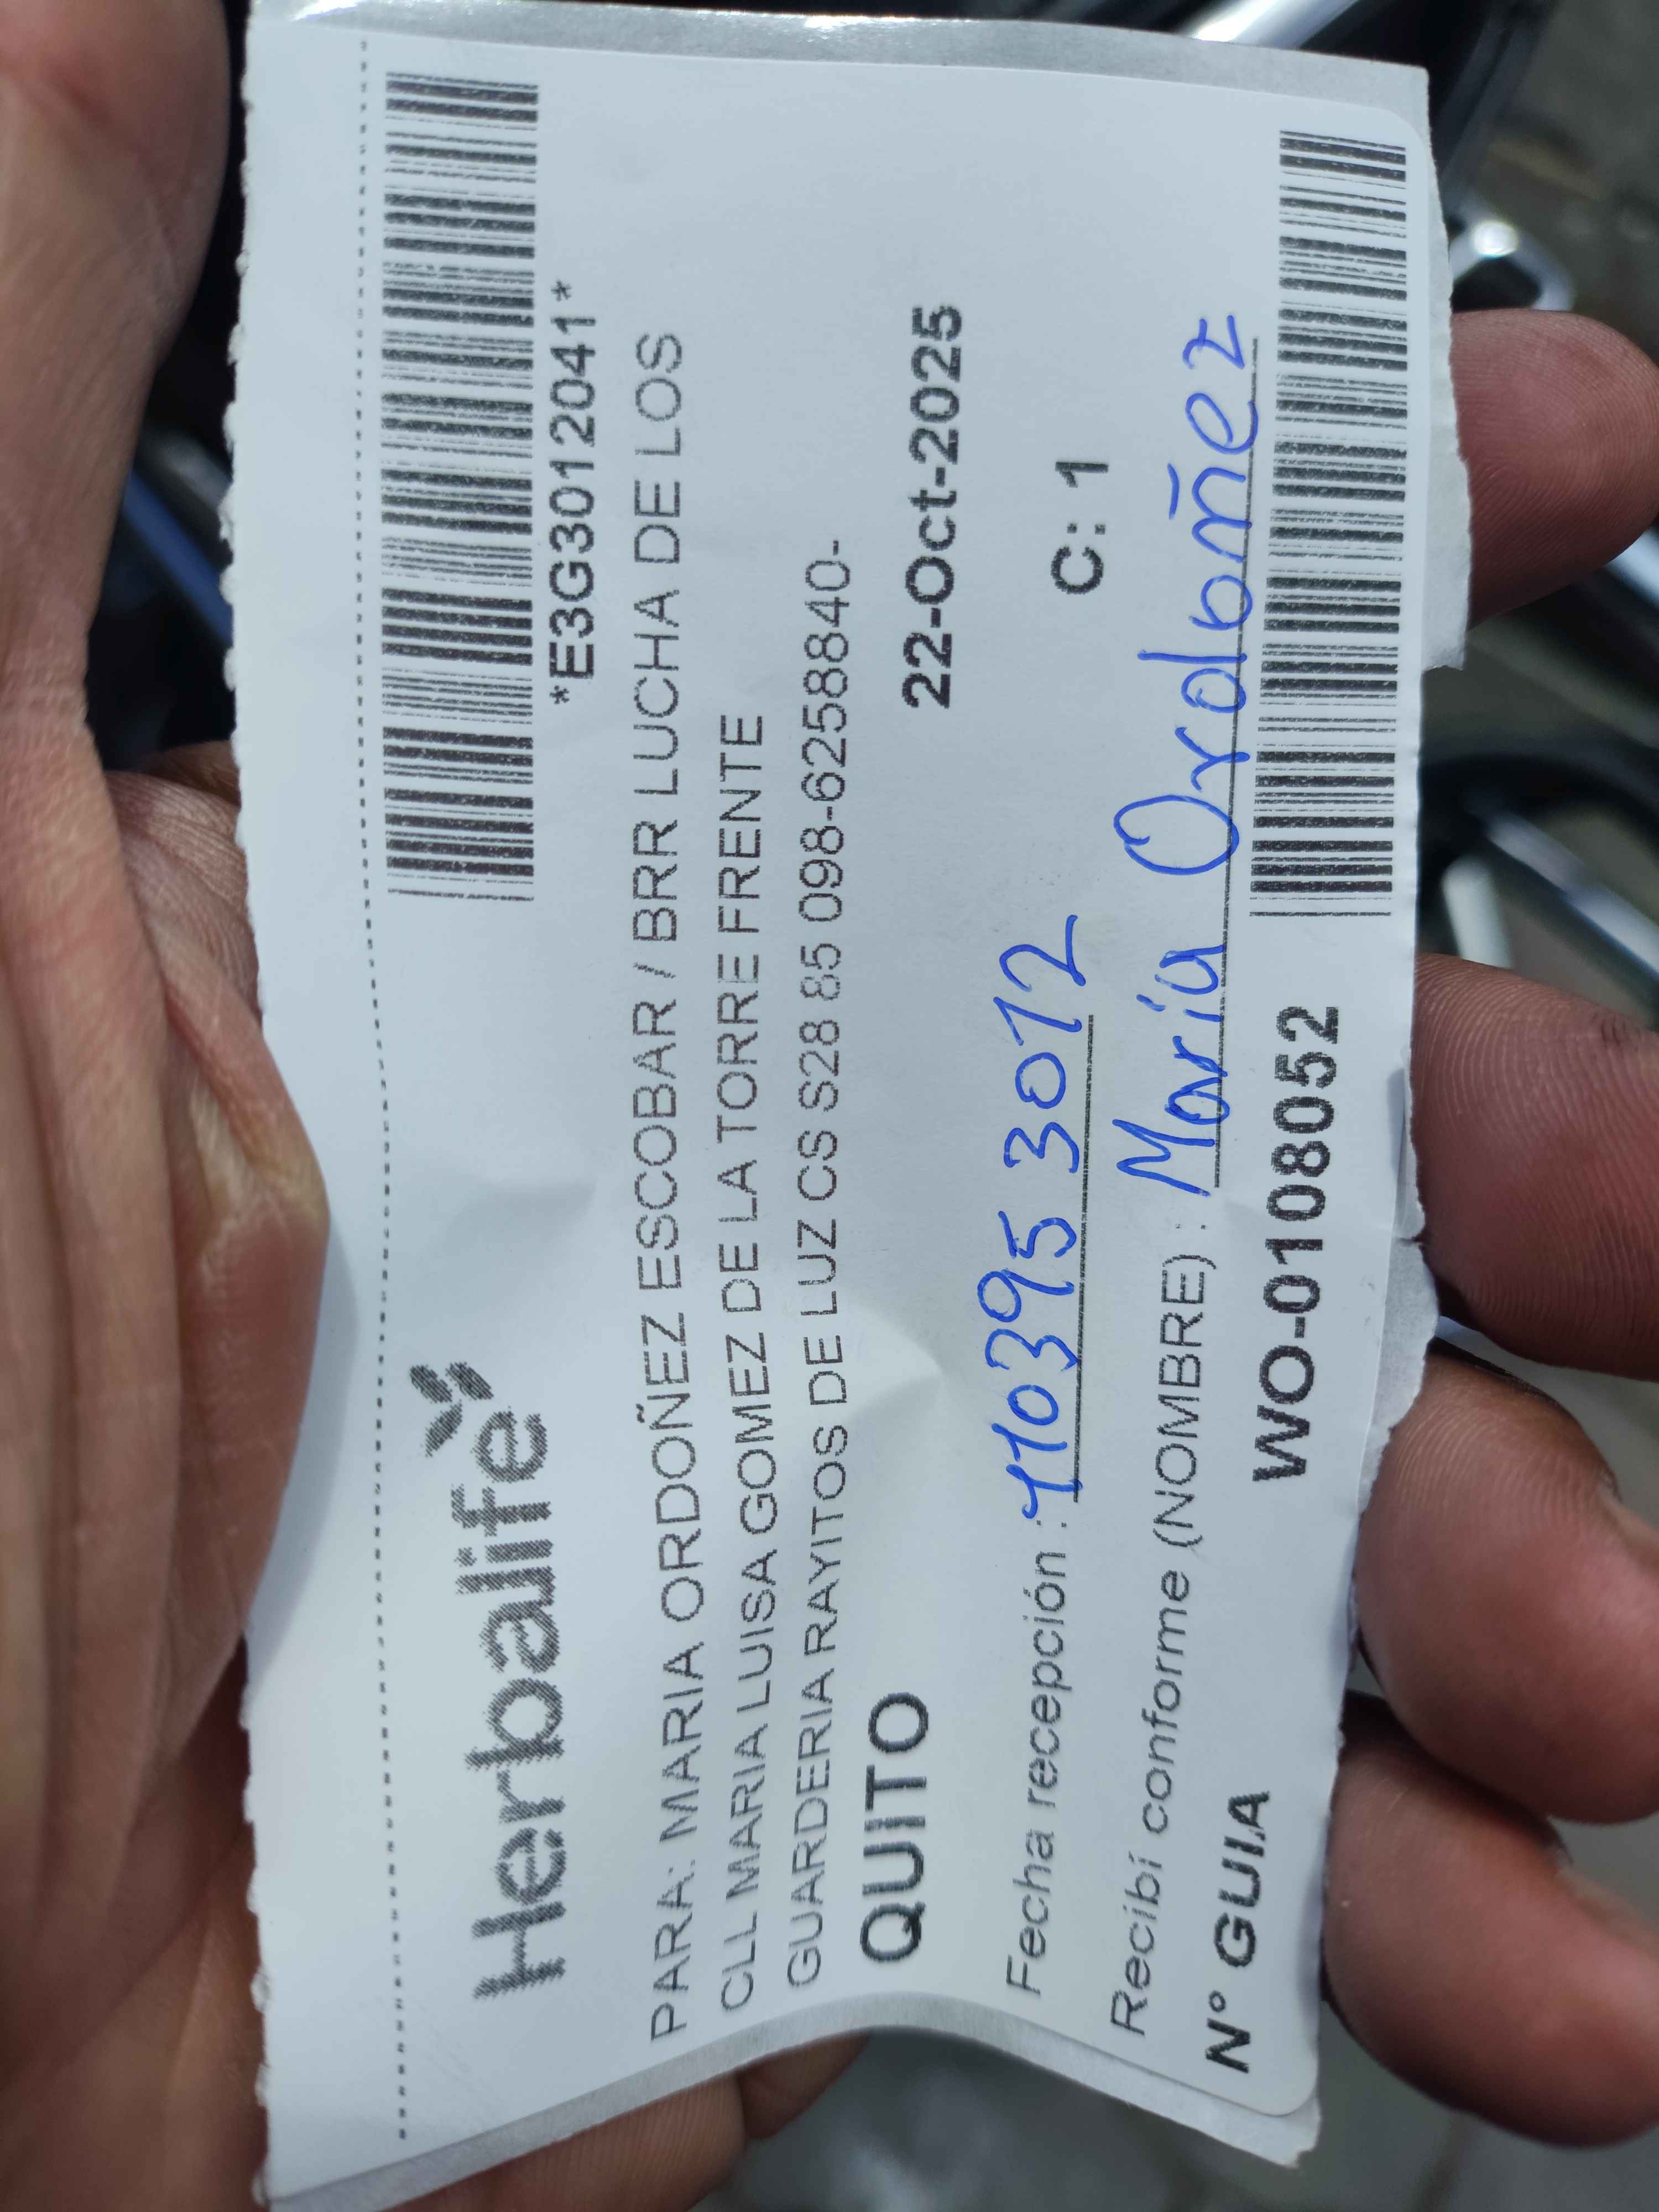 Herbalife
*E3G3012041*
PARA: MARIA ORDOÑEZ ESCOBAR / BRR LUCHA DE LOS
CLL MARIA LUISA GOMEZ DE LA TORRE FRENTE
GUARDERIA RAYITOS DE LUZ CS S28 85 098-6258840-
QUITO
22-Oct-2025
Fecha recepción : 110395 3012
C: 1
Recibí conforme (NOMBRE) : María Ordoñez
N° GUIA
WO-0108052